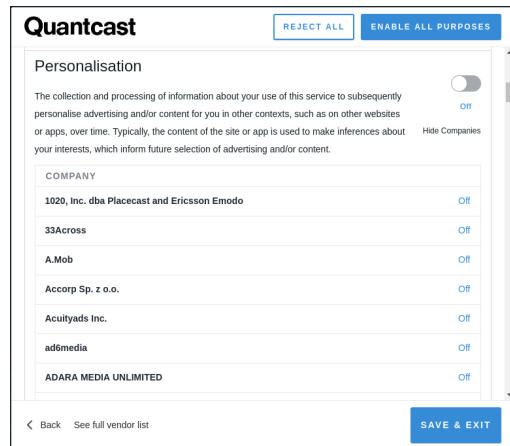 Quantcast
REJECT ALL
ENABLE ALL PURPOSES
Personalisation
The collection and processing of information about your use of this service to subsequently
personalise advertising and/or content for you in other contexts, such as on other websites
or apps, over time. Typically, the content of the site or app is used to make inferences about
your interests, which inform future selection of advertising and/or content.
Off
Hide Companies
COMPANY
1020, Inc. dba Placecast and Ericsson Emodo Off
33Across Off
A.Mob Off
Accorp Sp. z o.o. Off
Acuityads Inc. Off
ad6media Off
ADARA MEDIA UNLIMITED Off
Back See full vendor list
SAVE & EXIT